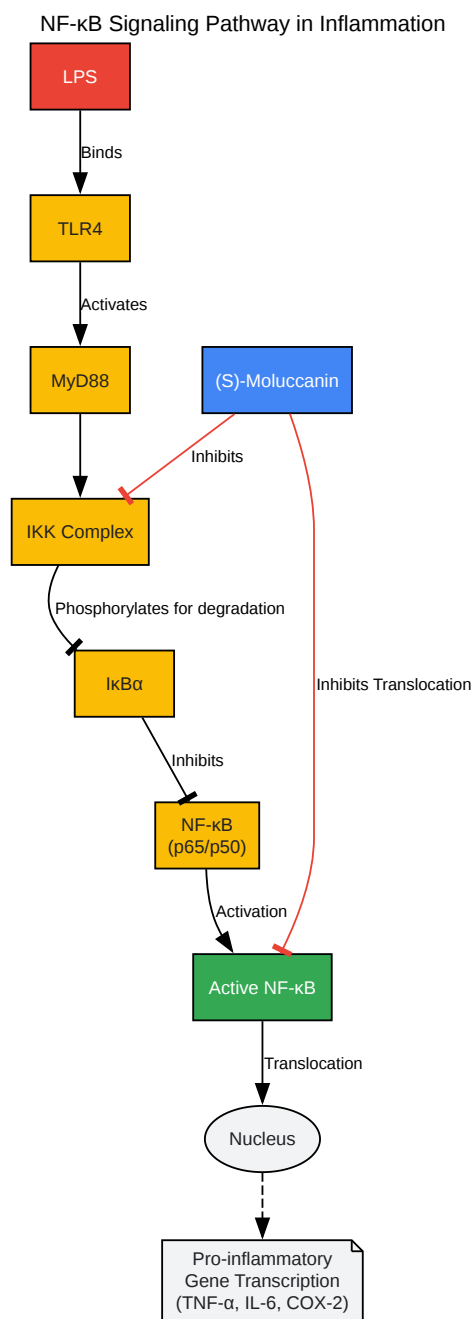 NF-κB Signaling Pathway in Inflammation
LPS
Binds
TLR4
Activates
MyD88
(S)-Moluccanin
Inhibits
IKK Complex
Phosphorylates for degradation
IκBα
Inhibits Translocation
Inhibits
NF-κB
(p65/p50)
Activation
Active NF-κB
Translocation
Nucleus
Pro-inflammatory
Gene Transcription
(TNF-α, IL-6, COX-2)